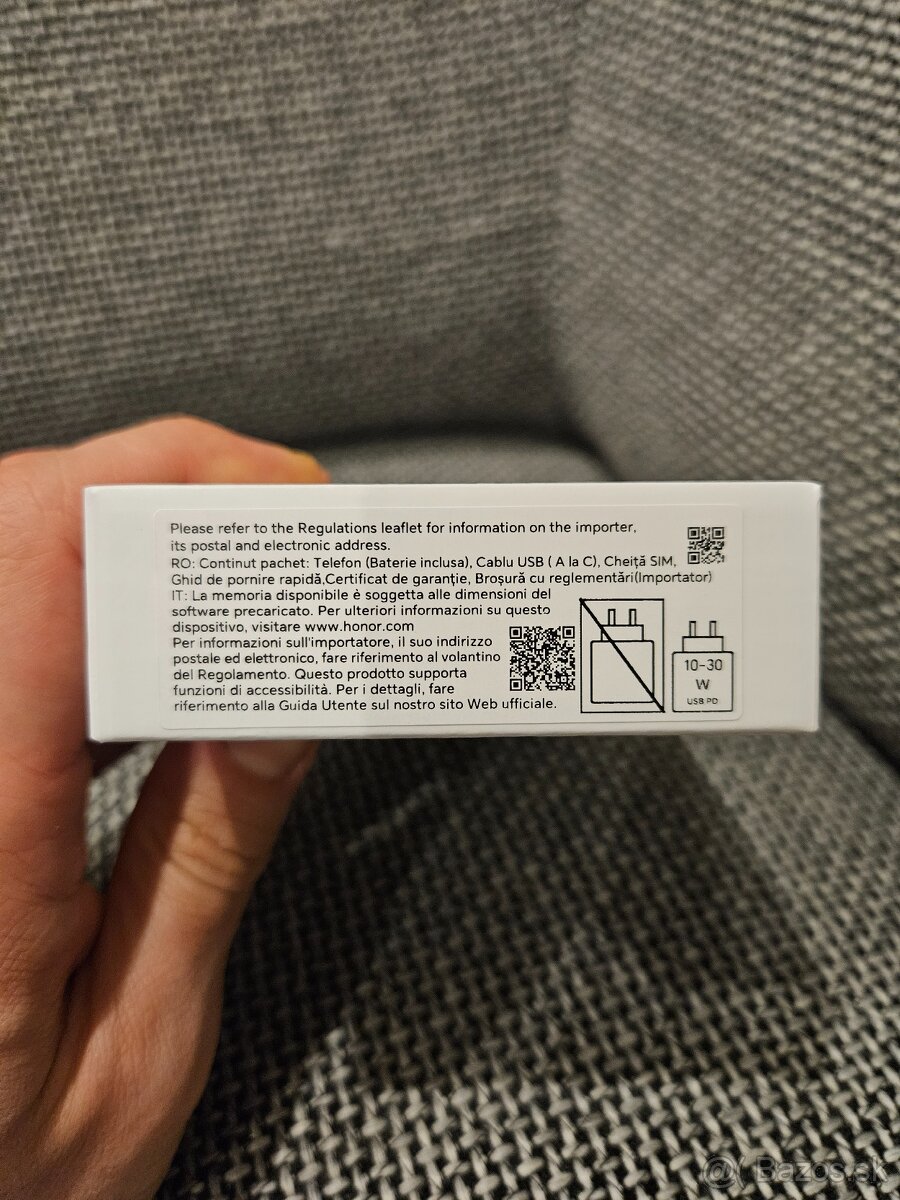 Please refer to the Regulations leaflet for information on the importer,
its postal and electronic address.
RO: Continut pachet: Telefon (Baterie inclusa), Cablu USB ( A la C), Cheiță SIM,
Ghid de pornire rapidă,Certificat de garanție, Broșură cu reglementări(Importator)
IT: La memoria disponibile è soggetta alle dimensioni del
software precaricato. Per ulteriori informazioni su questo
dispositivo, visitare www.honor.com
Per informazioni sull'importatore, il suo indirizzo
postale ed elettronico, fare riferimento al volantino
del Regolamento. Questo prodotto supporta
funzioni di accessibilità. Per i dettagli, fare
riferimento alla Guida Utente sul nostro sito Web ufficiale.
10-30
W
USB PD
Bazos.sk